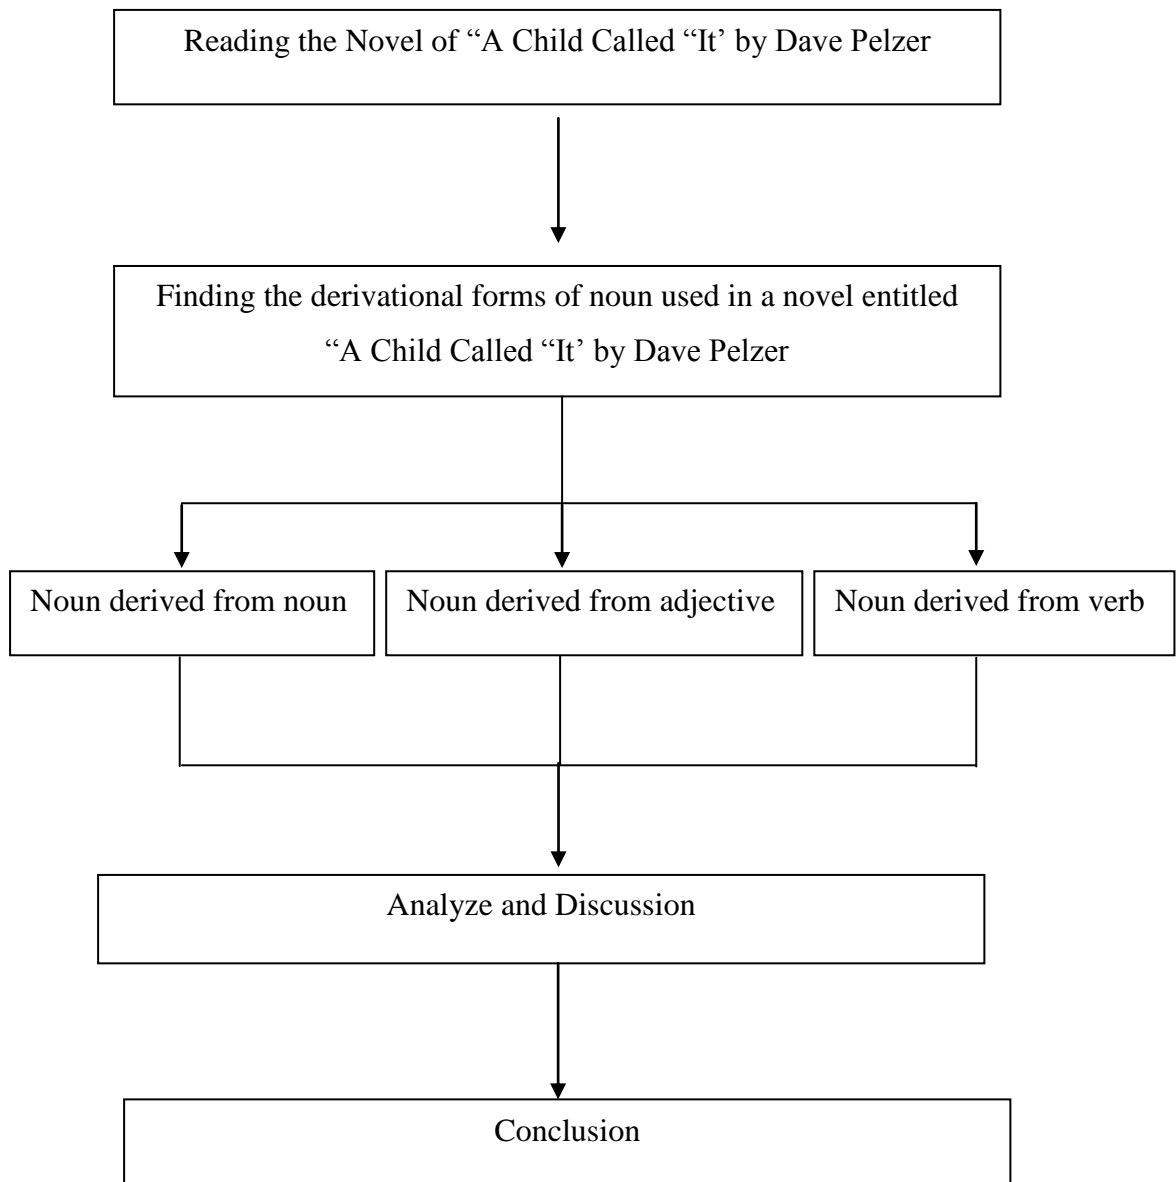 Reading the Novel of “A Child Called “It’ by Dave Pelzer
Finding the derivational forms of noun used in a novel entitled
“A Child Called “It’ by Dave Pelzer
Noun derived from noun
Noun derived from adjective
Noun derived from verb
Analyze and Discussion
Conclusion